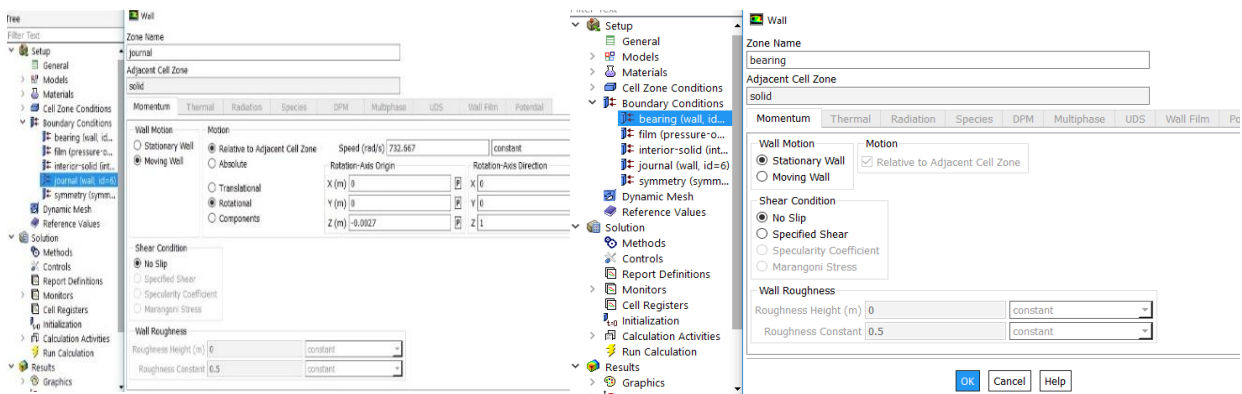 Tree
Filter Text
Setup
General
Models
Materials
Cell Zone Conditions
Boundary Conditions
bearing (wall, id...
film (pressure-o...
interior-solid (int...
journal (wall, id=6)
symmetry (symm...
Dynamic Mesh
Reference Values
Solution
Methods
Controls
Report Definitions
Monitors
Cell Registers
Initialization
Calculation Activities
Run Calculation
Results
Graphics
Wall
Zone Name
journal
Adjacent Cell Zone
solid
Momentum Thermal Radiation Species DPM Multiphase UDS Wall Film Potential
Wall Motion Motion
Stationary Wall Relative to Adjacent Cell Zone Speed (rad/s) 732.667 constant
Moving Wall Absolute Rotation-Axis Origin Rotation-Axis Direction
Translational X (m) 0 P X 0
Rotational Y (m) 0 P Y 0
Components Z (m) -0.0027 P Z 1
Shear Condition
No Slip
Specified Shear
Specularity Coefficient
Marangoni Stress
Wall Roughness
Roughness Height (m) 0 constant
Roughness Constant 0.5 constant
Setup
General
Models
Materials
Cell Zone Conditions
Boundary Conditions
bearing (wall, id...
film (pressure-o...
interior-solid (int...
journal (wall, id=6)
symmetry (symm...
Dynamic Mesh
Reference Values
Solution
Methods
Controls
Report Definitions
Monitors
Cell Registers
Initialization
Calculation Activities
Run Calculation
Results
Graphics
Wall
Zone Name
bearing
Adjacent Cell Zone
solid
Momentum Thermal Radiation Species DPM Multiphase UDS Wall Film Po
Wall Motion Motion
Stationary Wall Relative to Adjacent Cell Zone
Moving Wall
Shear Condition
No Slip
Specified Shear
Specularity Coefficient
Marangoni Stress
Wall Roughness
Roughness Height (m) 0 constant
Roughness Constant 0.5 constant
OK Cancel Help